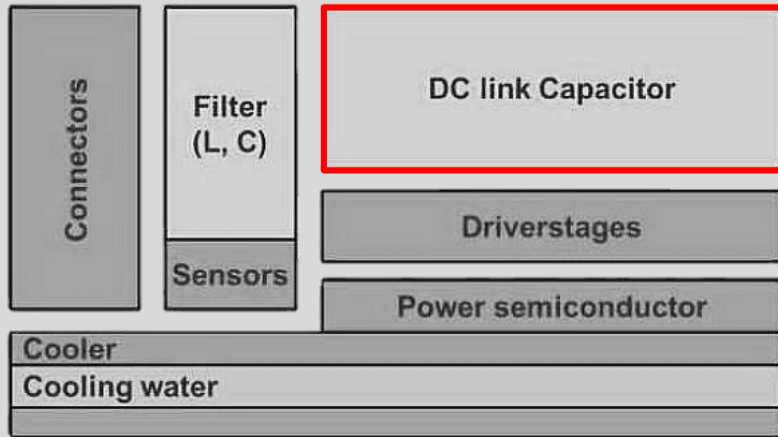 Connectors
Filter
(L, C)
Sensors
DC link Capacitor
Driverstages
Power semiconductor
Cooler
Cooling water